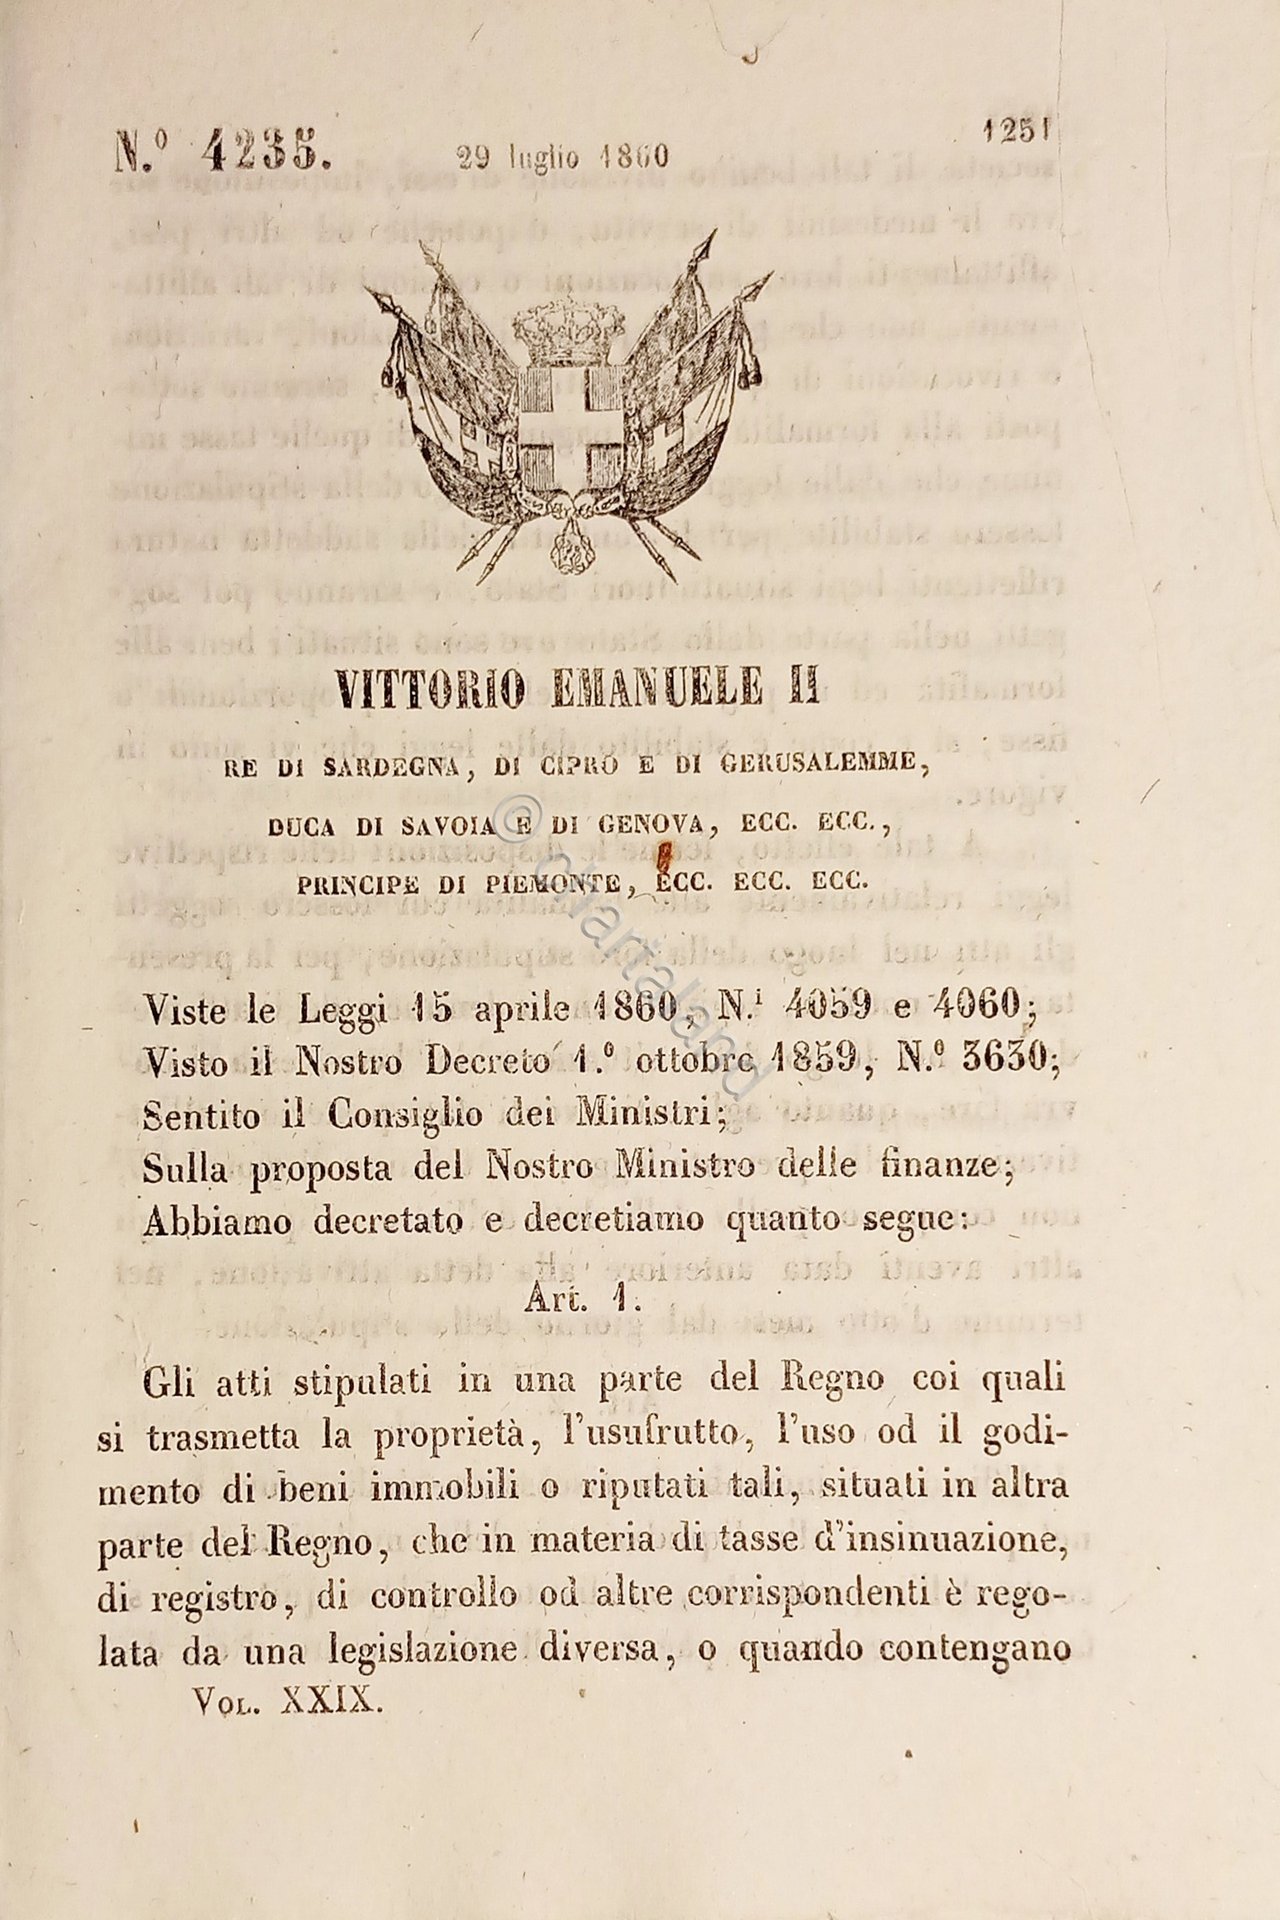 N.º 4235.
29 luglio 1860
1251
VITTORIO EMANUELE II
RE DI SARDEGNA, DI CIPRO E DI GERUSALEMME,
DUCA DI SAVOIA E DI GENOVA, ECC. ECC.,
PRINCIPE DI PIEMONTE, ECC. ECC. ECC.
© chartaland
Viste le Leggi 15 aprile 1860, N.i 4059 e 4060;
Visto il Nostro Decreto 1.º ottobre 1859, N.º 3630;
Sentito il Consiglio dei Ministri;
Sulla proposta del Nostro Ministro delle finanze;
Abbiamo decretato e decretiamo quanto segue:
Art. 1.
Gli atti stipulati in una parte del Regno coi quali
si trasmetta la proprietà, l'usufrutto, l'uso od il godi-
mento di beni immobili o riputati tali, situati in altra
parte del Regno, che in materia di tasse d'insinuazione,
di registro, di controllo od altre corrispondenti è rego-
lata da una legislazione diversa, o quando contengano
VOL. XXIX.